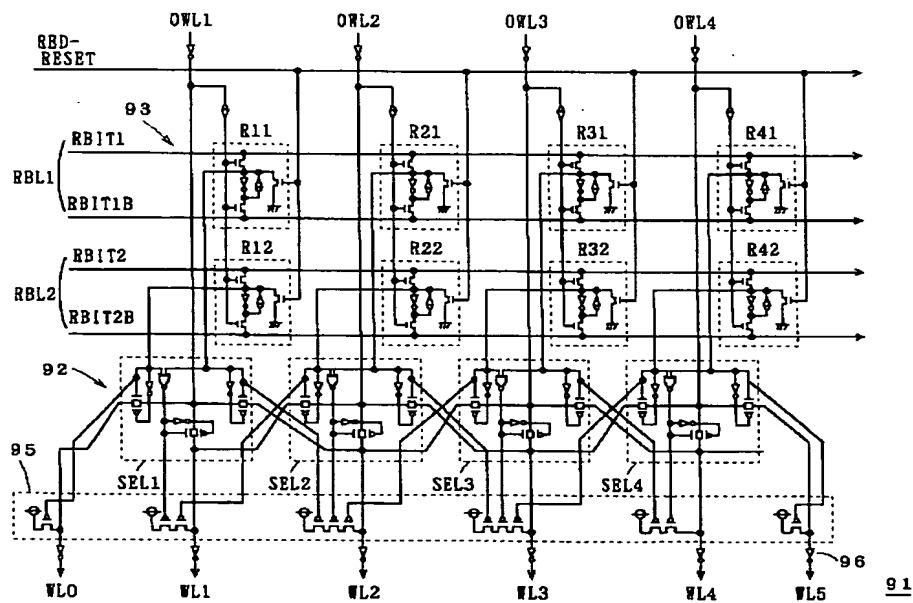 OWL1 OWL2 OWL3 OWL4
RBD-
RESET
93
R11 R21 R31 R41
RBIT1
RBL1
RBIT1B
R12 R22 R32 R42
RBIT2
RBL2
RBIT2B
92
SEL1 SEL2 SEL3 SEL4
95
96
WL0 WL1 WL2 WL3 WL4 WL5
91